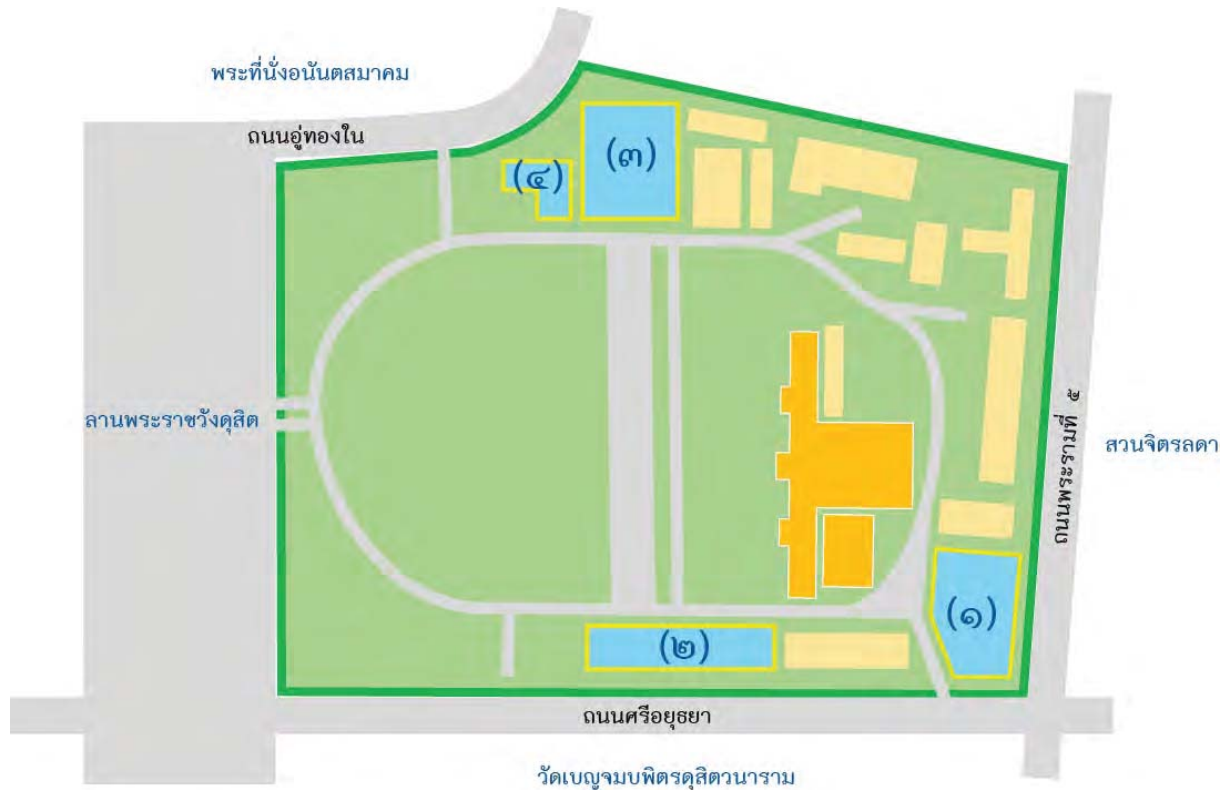 พระที่นั่งอนันตสมาคม
ถนนอู่ทองใน
(๓)
(๔)
ลานพระราชวังดุสิต
ถนนพระรามที่ ๕
สวนจิตรลดา
(๑)
(๒)
ถนนศรีอยุธยา
วัดเบญจมบพิตรดุสิตวนาราม